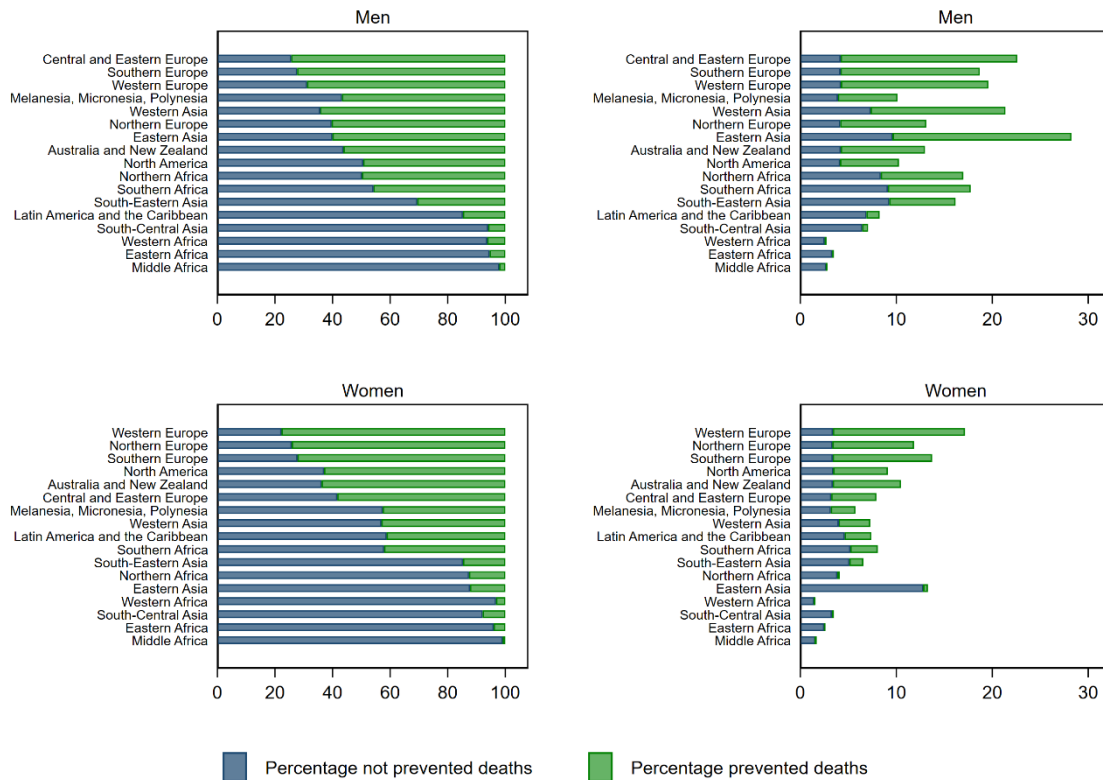 Men
Central and Eastern Europe
Southern Europe
Western Europe
Melanesia, Micronesia, Polynesia
Western Asia
Northern Europe
Eastern Asia
Australia and New Zealand
North America
Northern Africa
Southern Africa
South-Eastern Asia
Latin America and the Caribbean
South-Central Asia
Western Africa
Eastern Africa
Middle Africa
0 20 40 60 80 100
Men
Central and Eastern Europe
Southern Europe
Western Europe
Melanesia, Micronesia, Polynesia
Western Asia
Northern Europe
Eastern Asia
Australia and New Zealand
North America
Northern Africa
Southern Africa
South-Eastern Asia
Latin America and the Caribbean
South-Central Asia
Western Africa
Eastern Africa
Middle Africa
0 10 20 30
Women
Western Europe
Northern Europe
Southern Europe
North America
Australia and New Zealand
Central and Eastern Europe
Melanesia, Micronesia, Polynesia
Western Asia
Latin America and the Caribbean
Southern Africa
South-Eastern Asia
Northern Africa
Eastern Asia
Western Africa
South-Central Asia
Eastern Africa
Middle Africa
0 20 40 60 80 100
Women
Western Europe
Northern Europe
Southern Europe
North America
Australia and New Zealand
Central and Eastern Europe
Melanesia, Micronesia, Polynesia
Western Asia
Latin America and the Caribbean
Southern Africa
South-Eastern Asia
Northern Africa
Eastern Asia
Western Africa
South-Central Asia
Eastern Africa
Middle Africa
0 10 20 30
Percentage not prevented deaths
Percentage prevented deaths